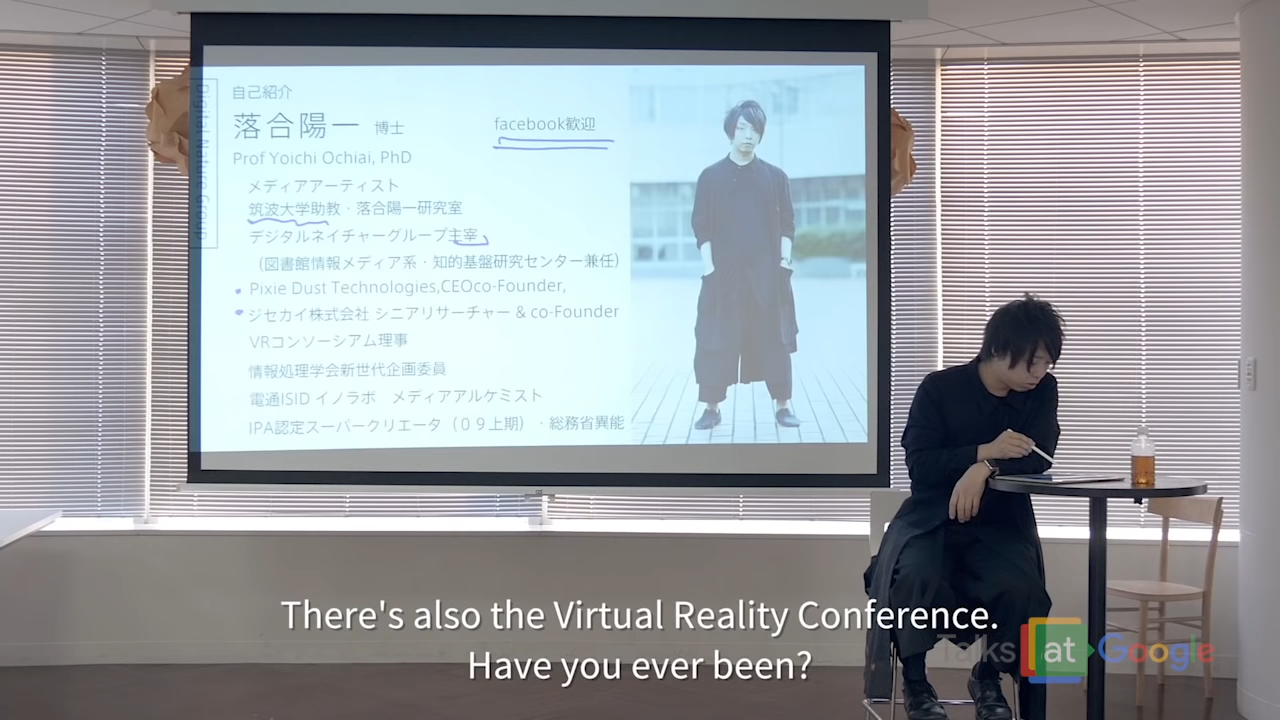 Digital Nature Group
自己紹介
落合陽一 博士
facebook歓迎
Prof Yoichi Ochiai, PhD
メディアアーティスト
筑波大学助教・落合陽一研究室
デジタルネイチャーグループ主宰
（図書館情報メディア系・知的基盤研究センター兼任）
Pixie Dust Technologies,CEOco-Founder,
ジセカイ株式会社 シニアリサーチャー & co-Founder
VRコンソーシアム理事
情報処理学会新世代企画委員
電通ISID イノラボ　メディアアルケミスト
IPA認定スーパークリエータ（０９上期）・総務省異能
There's also the Virtual Reality Conference.
Have you ever been?
Talks at Google